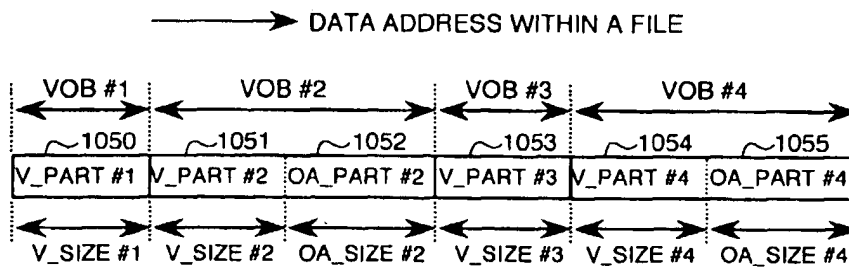 DATA ADDRESS WITHIN A FILE
VOB #1 VOB #2 VOB #3 VOB #4
1050 1051 1052 1053 1054 1055
V_PART #1 V_PART #2 OA_PART #2 V_PART #3 V_PART #4 OA_PART #4
V_SIZE #1 V_SIZE #2 OA_SIZE #2 V_SIZE #3 V_SIZE #4 OA_SIZE #4